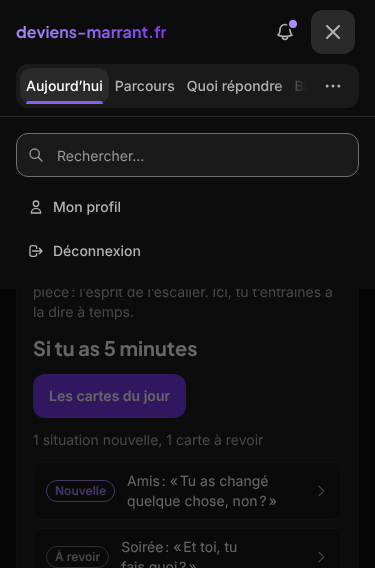 deviens-marrant.fr
Aujourd’hui Parcours Quoi répondre
Rechercher…
Mon profil
Déconnexion
pièce : l’esprit de l’escalier. Ici, tu t’entraînes à
la dire à temps.
Si tu as 5 minutes
Les cartes du jour
1 situation nouvelle, 1 carte à revoir
Nouvelle
Amis : « Tu as changé
quelque chose, non ? »
À revoir
Soirée : « Et toi, tu
fais quoi ? »